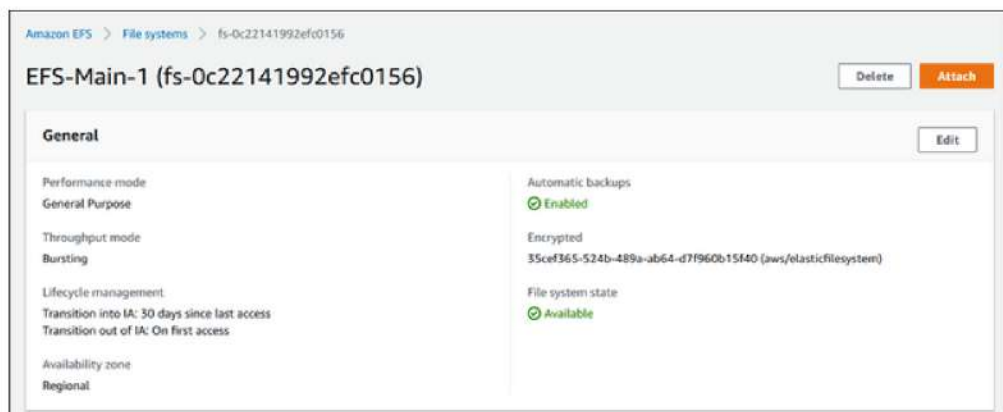 Amazon EFS > File systems > fs-0c22141992efc0156
EFS-Main-1 (fs-0c22141992efc0156)
Delete
Attach
General
Edit
Performance mode
General Purpose
Throughput mode
Bursting
Lifecycle management
Transition into IA: 30 days since last access
Transition out of IA: On first access
Availability zone
Regional
Automatic backups
Enabled
Encrypted
35cef365-524b-489a-ab64-d7f960b15f40 (aws/elasticfilesystem)
File system state
Available